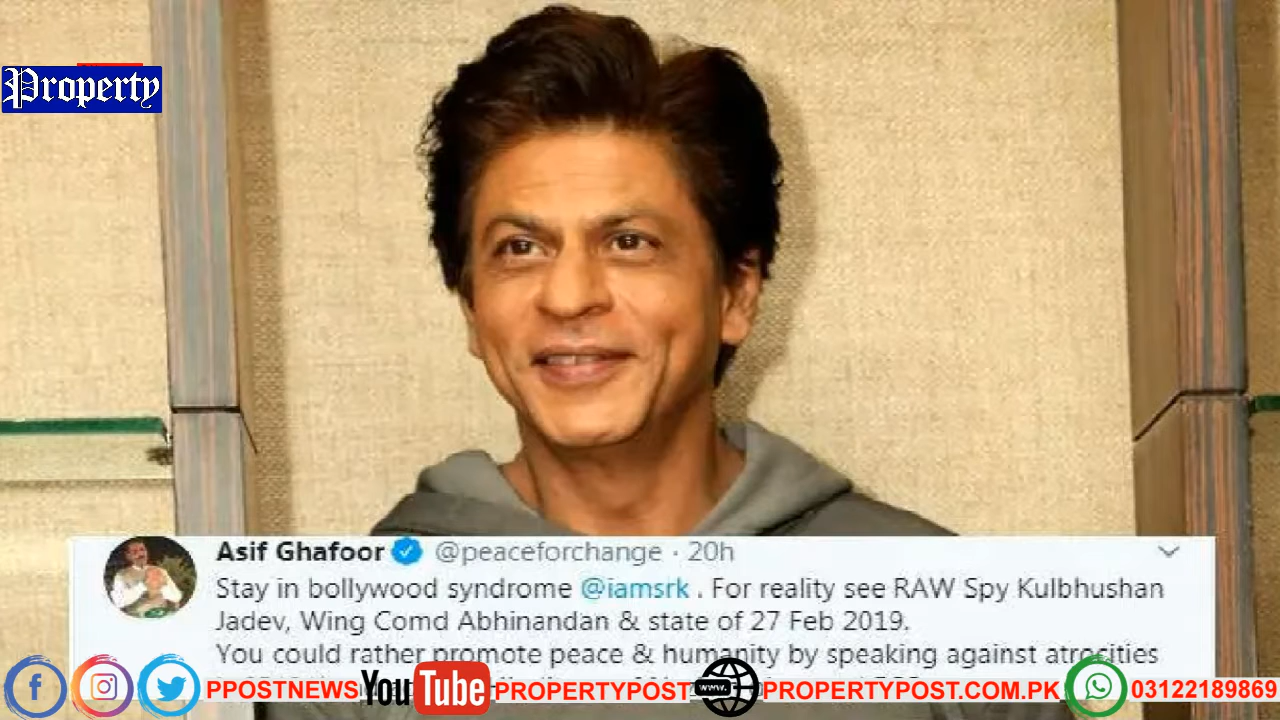 Property
Asif Ghafoor @peaceforchange · 20h
Stay in bollywood syndrome @iamsrk . For reality see RAW Spy Kulbhushan
Jadev, Wing Comd Abhinandan & state of 27 Feb 2019.
You could rather promote peace & humanity by speaking against atrocities
PPOSTNEWS YouTube PROPERTYPOST www. PROPERTYPOST.COM.PK 03122189869